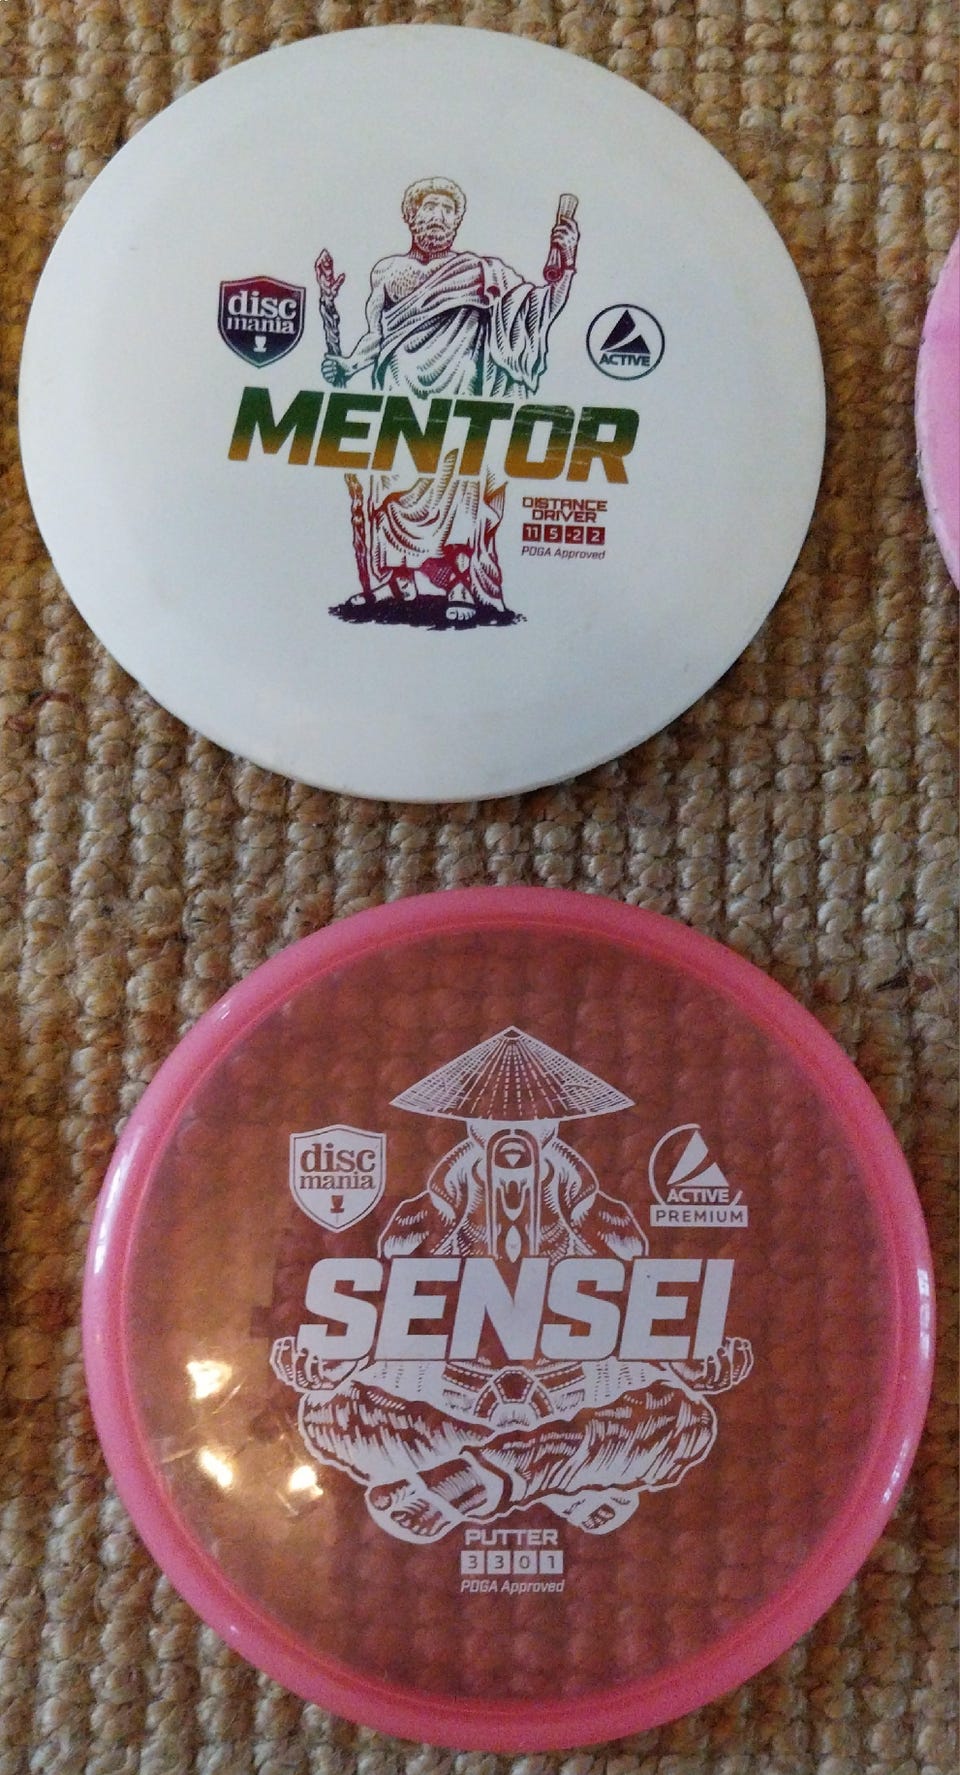 disc
mania
ACTIVE
MENTOR
DISTANCE
DRIVER
11 5 -2 2
PDGA Approved
disc
mania
ACTIVE
PREMIUM
SENSEI
PUTTER
3 3 0 1
PDGA Approved